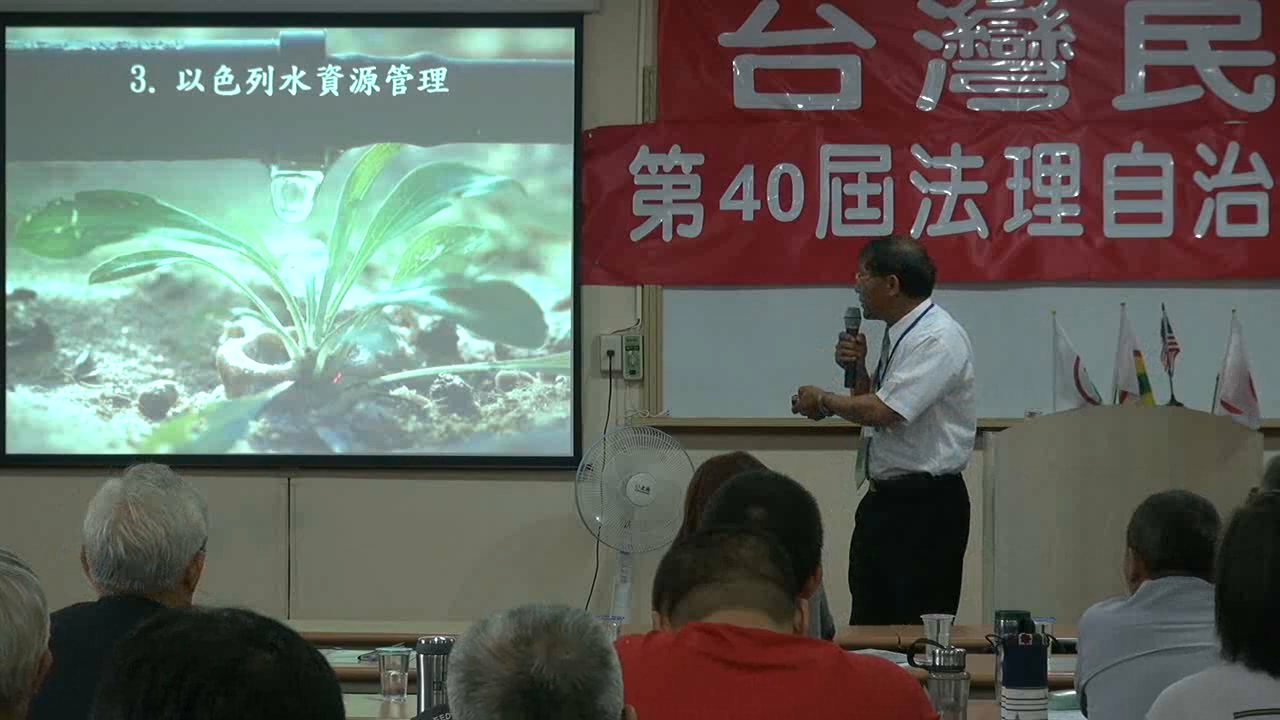 3. 以色列水資源管理
台灣民
第40屆法理自治